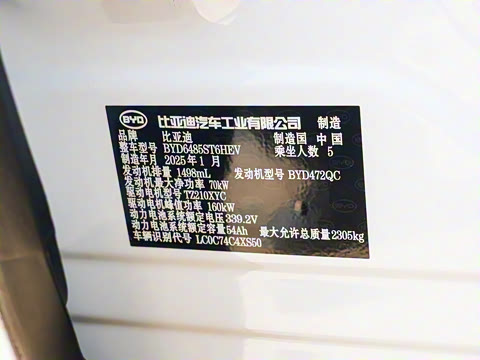 BYD 比亚迪汽车工业有限公司 制造
品牌 比亚迪 制造国 中国
整车型号 BYD6485ST6HEV 乘坐人数 5
制造年月 2025年1月
发动机排量 1498mL 发动机型号 BYD472QC
发动机最大净功率 70kW
驱动电机型号 TZ210XYC
驱动电机峰值功率 160kW
动力电池系统额定电压 339.2V
动力电池系统额定容量 54Ah 最大允许总质量 2305kg
车辆识别代号 LC0C74C4XS50